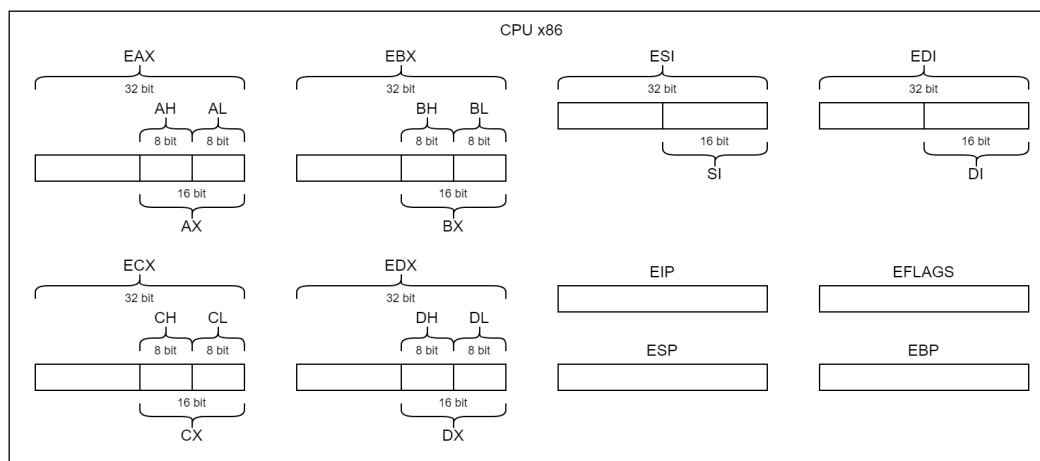 CPU x86
EAX
32 bit
AH AL
8 bit 8 bit
16 bit
AX
EBX
32 bit
BH BL
8 bit 8 bit
16 bit
BX
ESI
32 bit
16 bit
SI
EDI
32 bit
16 bit
DI
ECX
32 bit
CH CL
8 bit 8 bit
16 bit
CX
EDX
32 bit
DH DL
8 bit 8 bit
16 bit
DX
EIP
EFLAGS
ESP
EBP